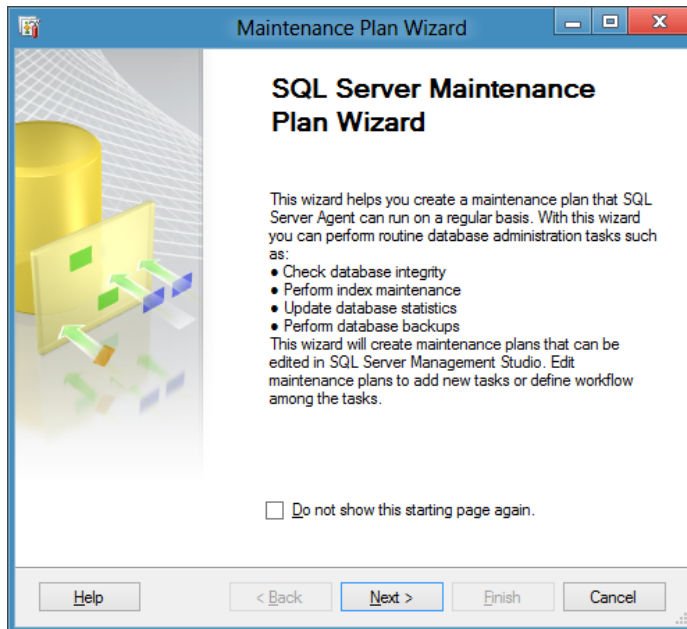 Maintenance Plan Wizard
SQL Server Maintenance
Plan Wizard
This wizard helps you create a maintenance plan that SQL
Server Agent can run on a regular basis. With this wizard
you can perform routine database administration tasks such
as:
● Check database integrity
● Perform index maintenance
● Update database statistics
● Perform database backups
This wizard will create maintenance plans that can be
edited in SQL Server Management Studio. Edit
maintenance plans to add new tasks or define workflow
among the tasks.
Do not show this starting page again.
Help < Back Next > Finish Cancel